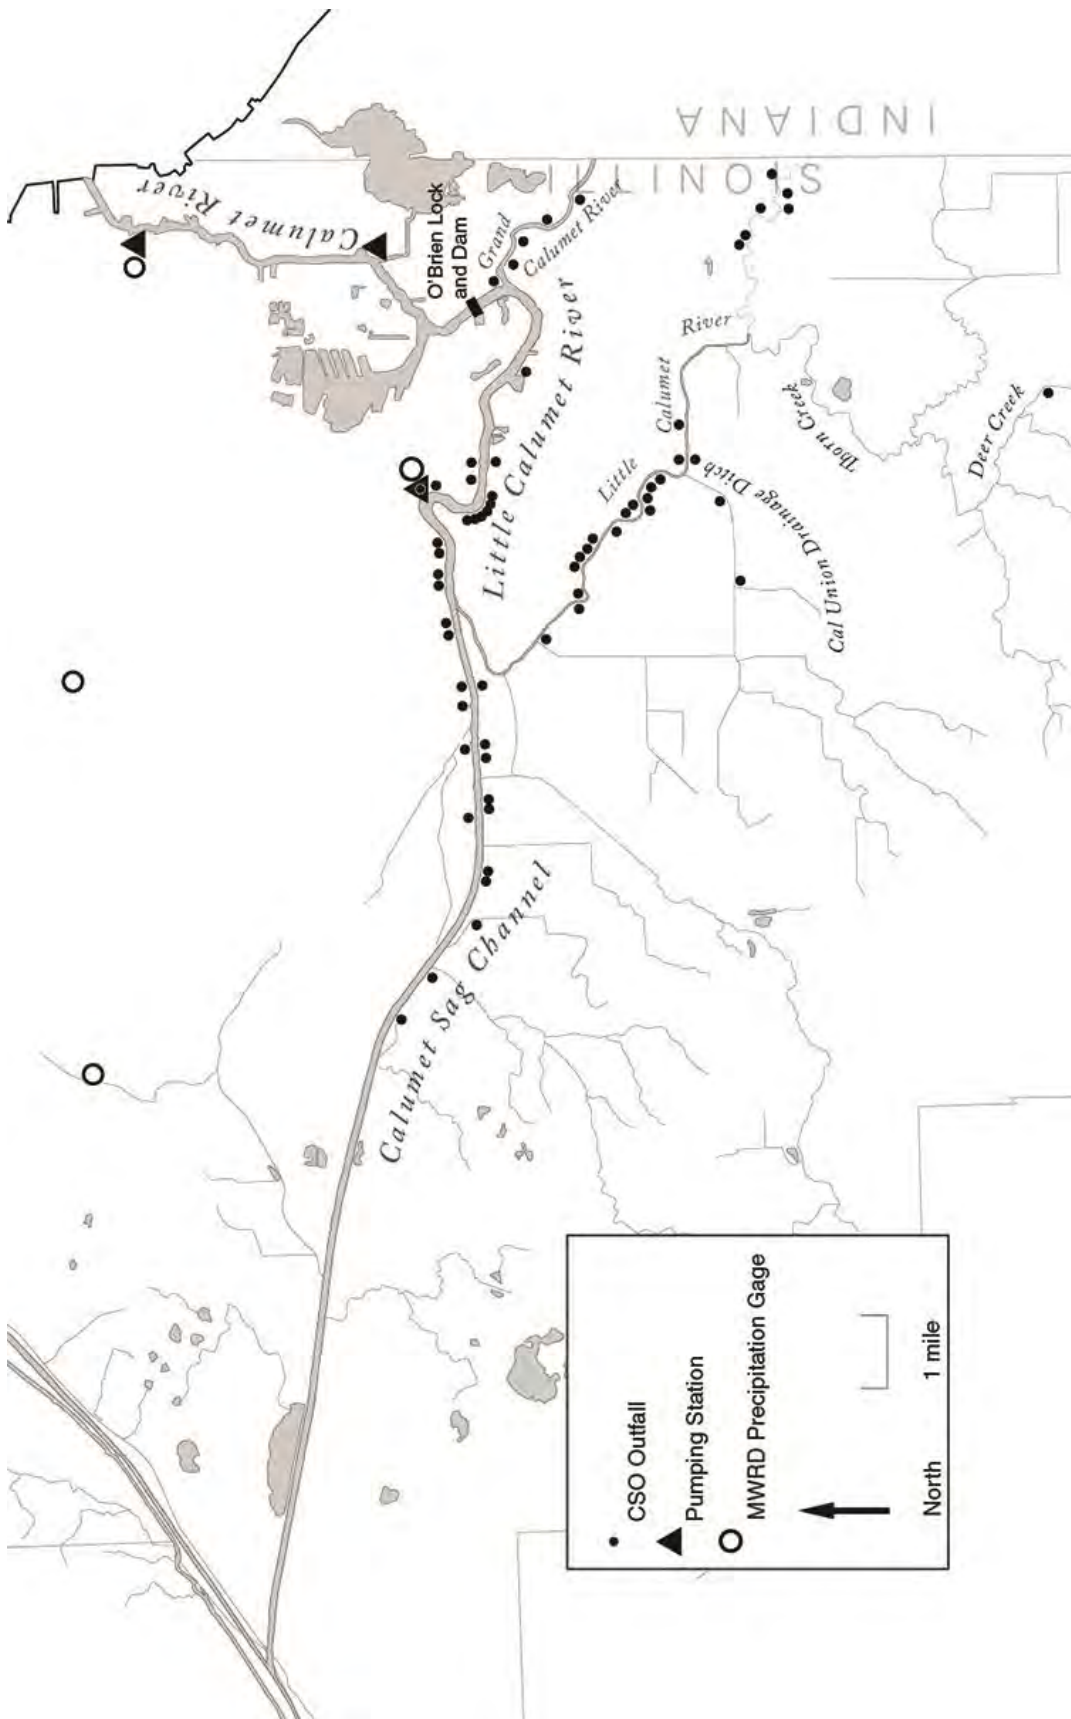 INDIANA
ILLINOIS
Calumet River
O'Brien Lock
and Dam
Grand
Calumet River
Little Calumet River
River
Calumet
Little
Thorn Creek
Deer Creek
Cal Union Drainage Ditch
Calumet Sag Channel
CSO Outfall
Pumping Station
MWRD Precipitation Gage
North
1 mile